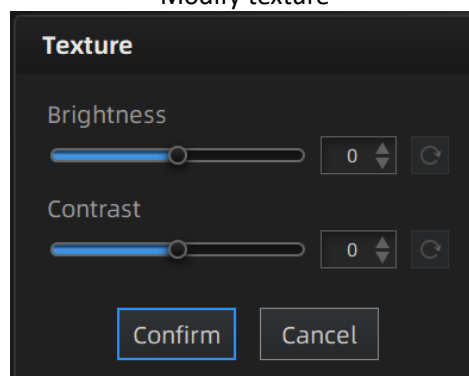 Modify texture
Texture
Brightness
0
Contrast
0
Confirm Cancel